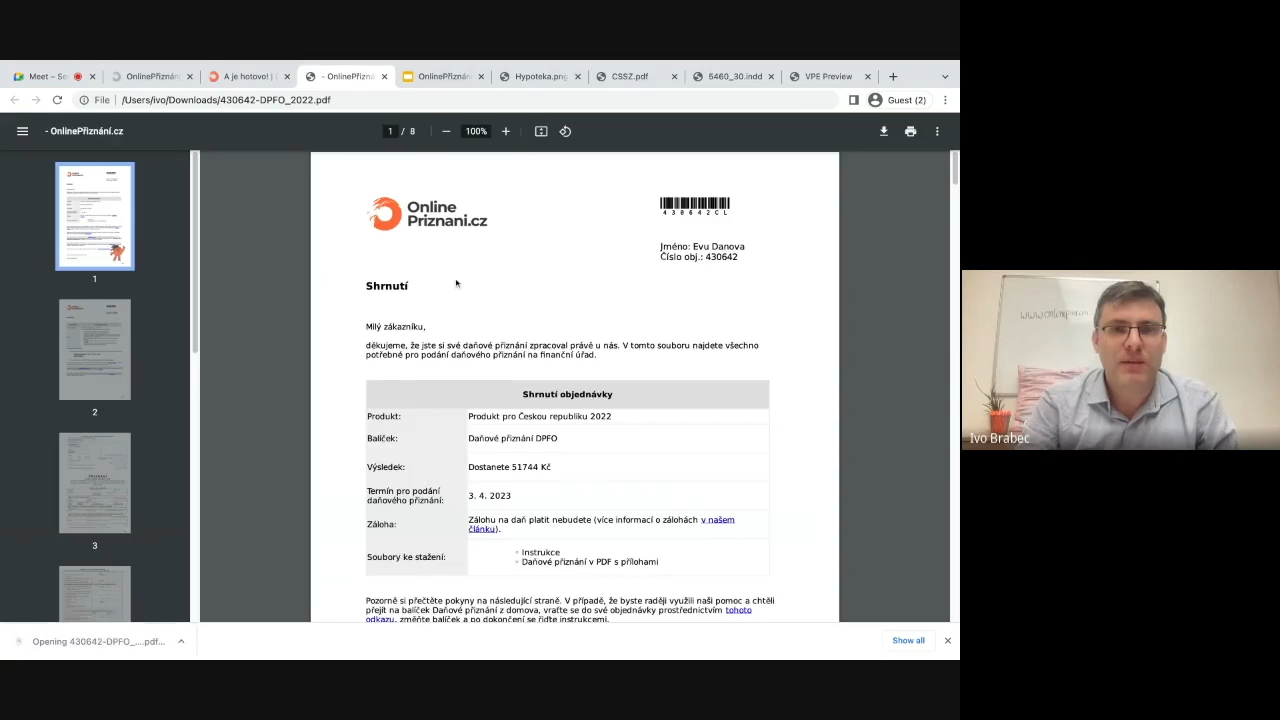 Meet – Se
OnlinePřiznán
A je hotovo! |
- OnlinePřizna
OnlinePřiznán
Hypoteka.png
CSSZ.pdf
5460_30.indd
VPE Preview
File
/Users/ivo/Downloads/430642-DPFO_2022.pdf
Guest (2)
- OnlinePřiznání.cz
1 / 8
100%
Online
Priznani.cz
430642CL
Jméno: Evu Danova
Číslo obj.: 430642
Shrnutí
Milý zákazníku,
děkujeme, že jste si své daňové přiznání zpracoval právě u nás. V tomto souboru najdete všechno
potřebné pro podání daňového přiznání na finanční úřad.
Shrnutí objednávky
Produkt: Produkt pro Českou republiku 2022
Balíček: Daňové přiznání DPFO
Výsledek: Dostanete 51744 Kč
Termín pro podání
daňového přiznání: 3. 4. 2023
Záloha: Zálohu na daň platit nebudete (více informací o zálohách v našem
článku).
Soubory ke stažení:
Instrukce
Daňové přiznání v PDF s přílohami
Pozorně si přečtěte pokyny na následující straně. V případě, že byste raději využili naši pomoc a chtěli
přejít na balíček Daňové přiznání z domova, vraťte se do své objednávky prostřednictvím tohoto
odkazu, změňte balíček a po dokončení se řiďte instrukcemi.
1
2
3
Opening 430642-DPFO_....pdf...
Show all
Ivo Brabec